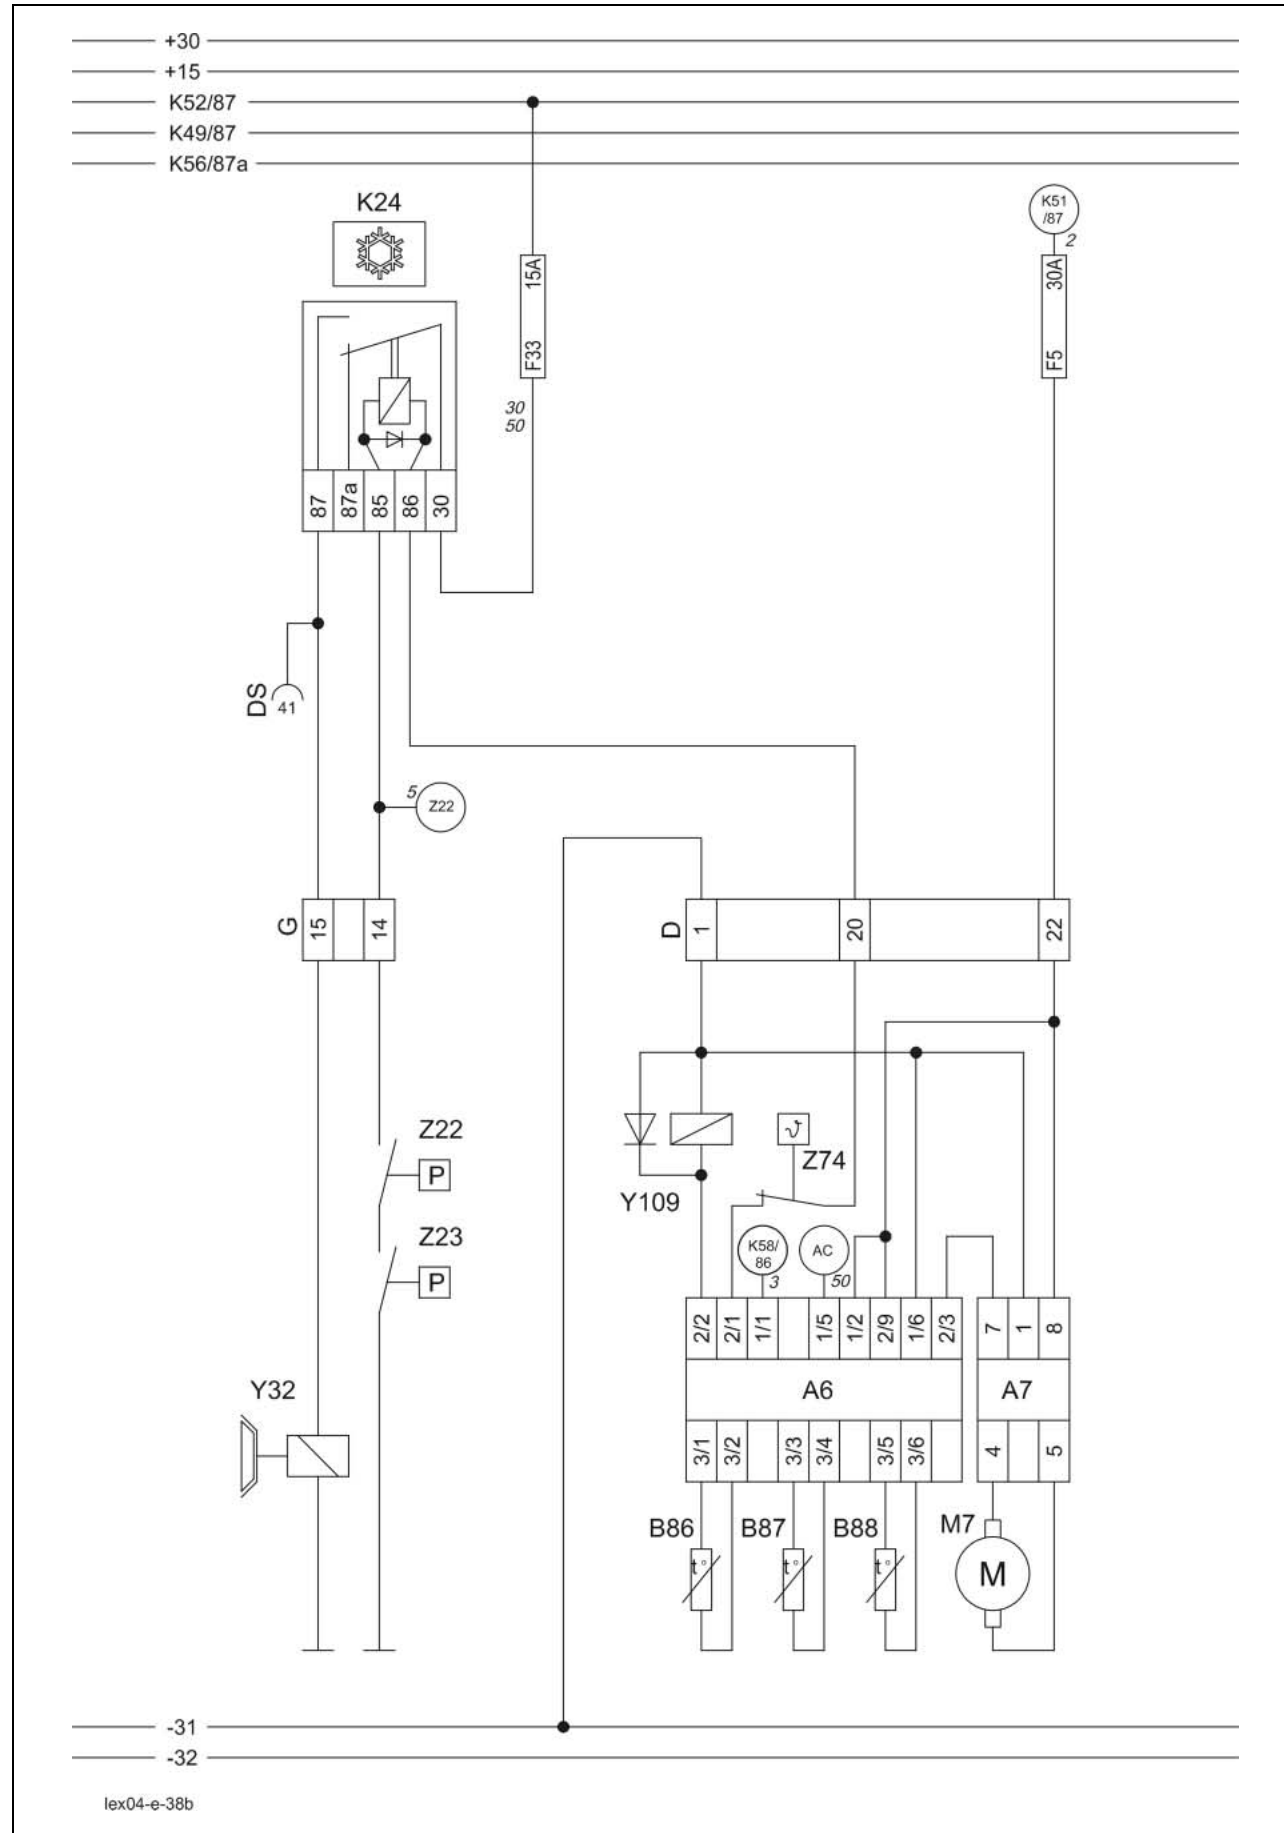 +30
+15
K52/87
K49/87
K56/87a
K24
K51
/87
2
15A
F33
30A
F5
30
50
87
87a
85
86
30
DS
41
5
Z22
G
15
14
D
1
20
22
Z22
P
Z23
P
ϑ
Z74
Y109
K58/
86
3
AC
50
2/2
2/1
1/1
1/5
1/2
2/9
1/6
2/3
7
1
8
A6
A7
Y32
3/1
3/2
3/3
3/4
3/5
3/6
4
5
B86
B87
B88
M7
t°
t°
t°
M
-31
-32
lex04-e-38b